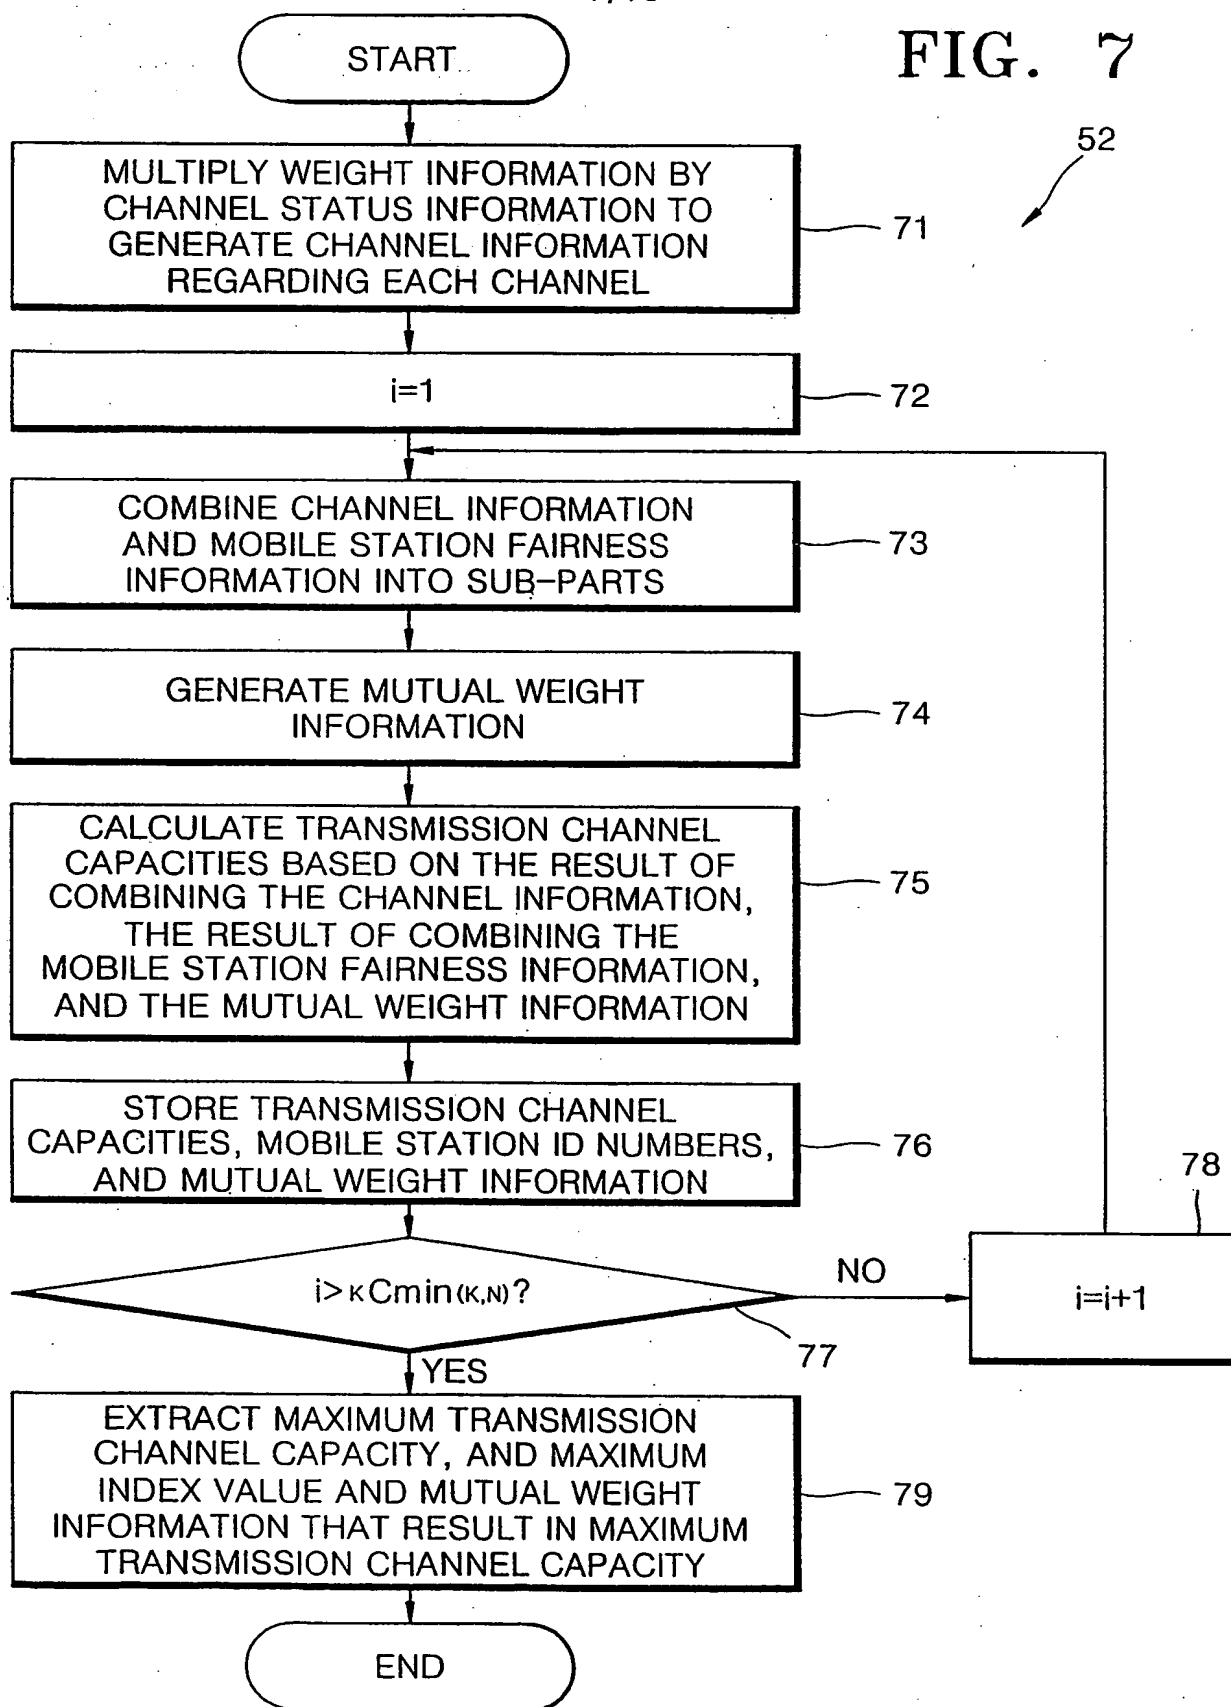 FIG. 7
52
START
MULTIPLY WEIGHT INFORMATION BY
CHANNEL STATUS INFORMATION TO
GENERATE CHANNEL INFORMATION
REGARDING EACH CHANNEL
71
i=1
72
COMBINE CHANNEL INFORMATION
AND MOBILE STATION FAIRNESS
INFORMATION INTO SUB-PARTS
73
GENERATE MUTUAL WEIGHT
INFORMATION
74
CALCULATE TRANSMISSION CHANNEL
CAPACITIES BASED ON THE RESULT OF
COMBINING THE CHANNEL INFORMATION,
THE RESULT OF COMBINING THE
MOBILE STATION FAIRNESS INFORMATION,
AND THE MUTUAL WEIGHT INFORMATION
75
STORE TRANSMISSION CHANNEL
CAPACITIES, MOBILE STATION ID NUMBERS,
AND MUTUAL WEIGHT INFORMATION
76
i>KCmin(K,N)?
77
NO
78
i=i+1
YES
EXTRACT MAXIMUM TRANSMISSION
CHANNEL CAPACITY, AND MAXIMUM
INDEX VALUE AND MUTUAL WEIGHT
INFORMATION THAT RESULT IN MAXIMUM
TRANSMISSION CHANNEL CAPACITY
79
END